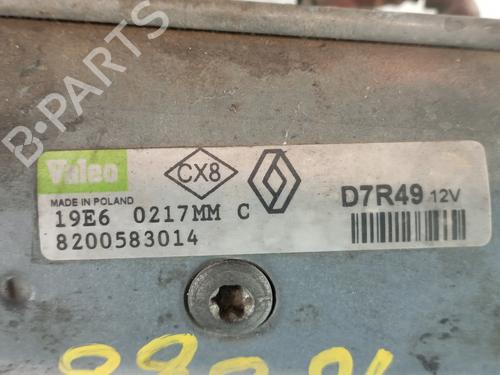 B-PARTS
Valeo
CX8
MADE IN POLAND
D7R49 12V
19E6 0217MM C
8200583014